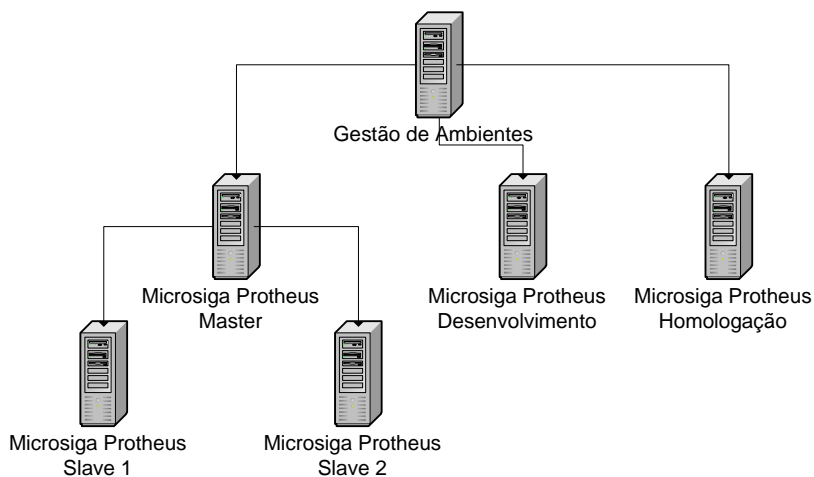 Gestão de Ambientes
Microsiga Protheus
Master
Microsiga Protheus
Desenvolvimento
Microsiga Protheus
Homologação
Microsiga Protheus
Slave 1
Microsiga Protheus
Slave 2